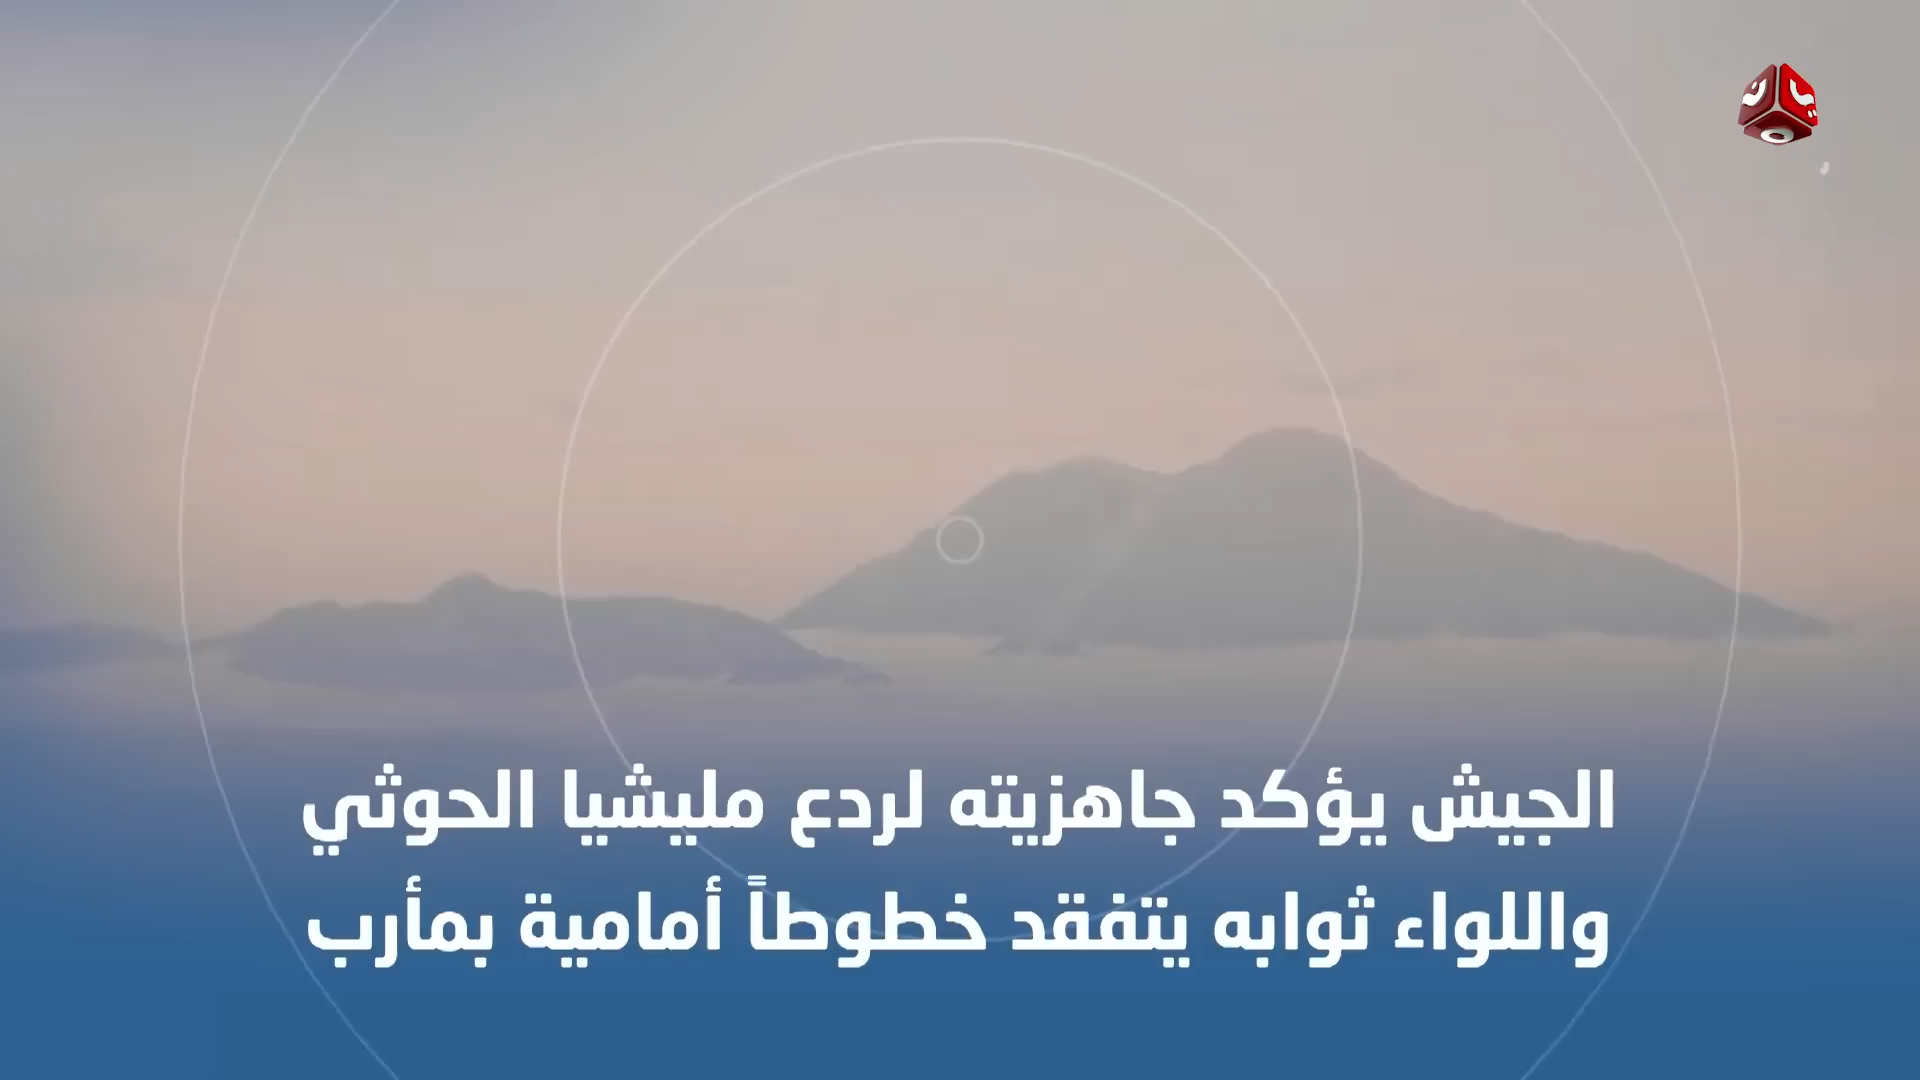 الجيش يؤكد جاهزيته لردع مليشيا الحوثي
واللواء ثوابه يتفقد خطوطاً أمامية بمأرب